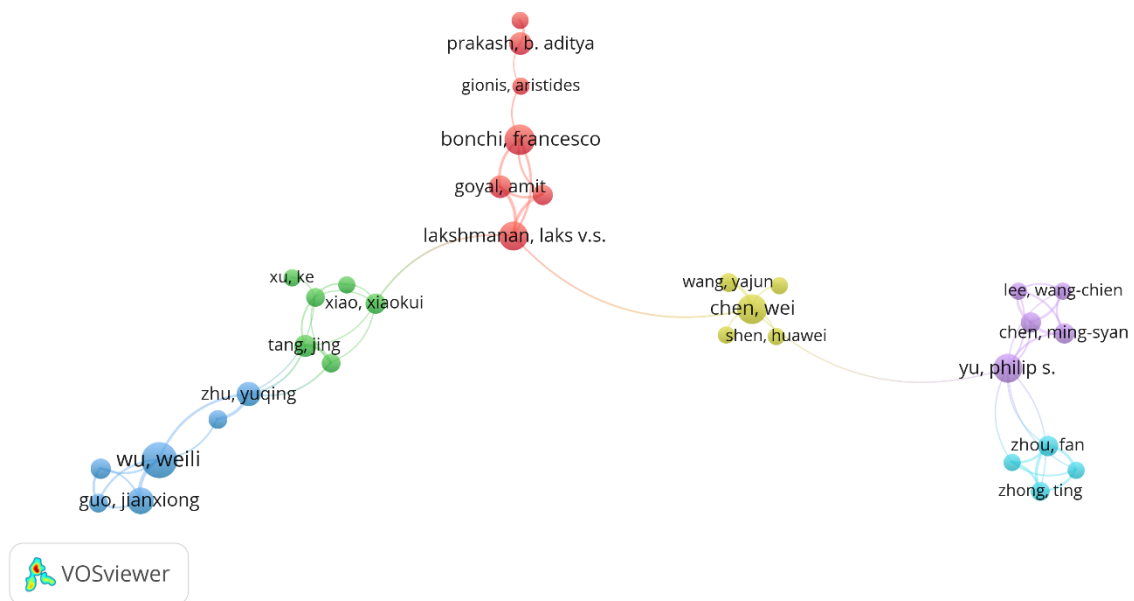 prakash, b. aditya
gionis, aristides
bonchi, francesco
goyal, amit
lakshmanan, laks v.s.
xu, ke
xiao, xiaokui
tang, jing
zhu, yuqing
wu, weili
guo, jianxiong
wang, yajun
chen, wei
shen, huawei
lee, wang-chien
chen, ming-syan
yu, philip s.
zhou, fan
zhong, ting
VOSviewer